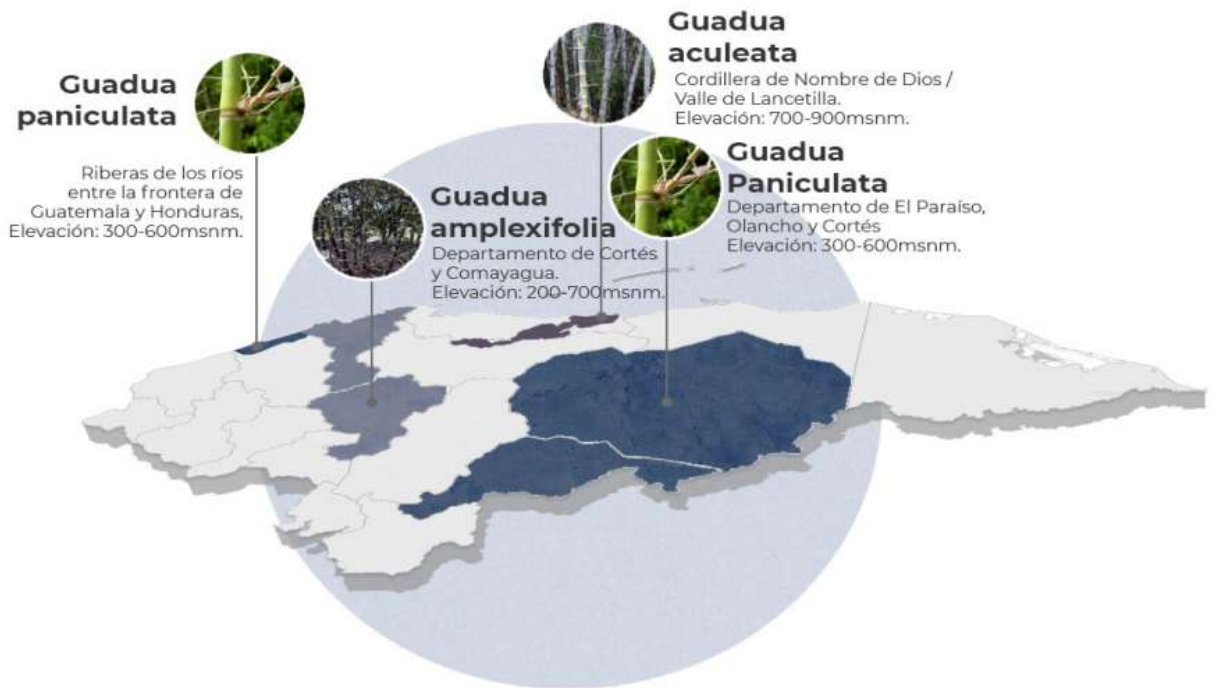 Guadua
paniculata
Riberas de los ríos
entre la frontera de
Guatemala y Honduras,
Elevación: 300-600msnm.
Guadua
amplexifolia
Departamento de Cortés
y Comayagua.
Elevación: 200-700msnm.
Guadua
aculeata
Cordillera de Nombre de Dios /
Valle de Lancetilla.
Elevación: 700-900msnm.
Guadua
Paniculata
Departamento de El Paraíso,
Olancho y Cortés
Elevación: 300-600msnm.